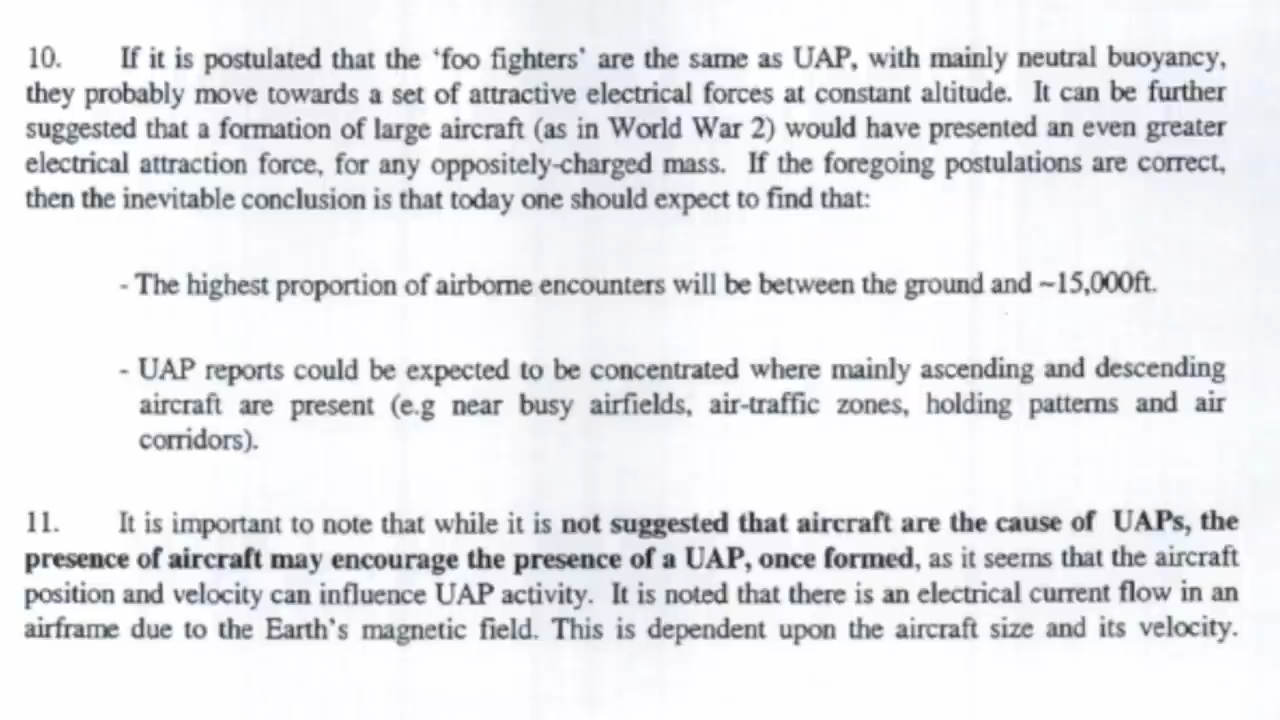 10. If it is postulated that the 'foo fighters' are the same as UAP, with mainly neutral buoyancy,
they probably move towards a set of attractive electrical forces at constant altitude. It can be further
suggested that a formation of large aircraft (as in World War 2) would have presented an even greater
electrical attraction force, for any oppositely-charged mass. If the foregoing postulations are correct,
then the inevitable conclusion is that today one should expect to find that:
- The highest proportion of airborne encounters will be between the ground and ~15,000ft.
- UAP reports could be expected to be concentrated where mainly ascending and descending
aircraft are present (e.g near busy airfields, air-traffic zones, holding patterns and air
corridors).
11. It is important to note that while it is not suggested that aircraft are the cause of UAPs, the
presence of aircraft may encourage the presence of a UAP, once formed, as it seems that the aircraft
position and velocity can influence UAP activity. It is noted that there is an electrical current flow in an
airframe due to the Earth's magnetic field. This is dependent upon the aircraft size and its velocity.